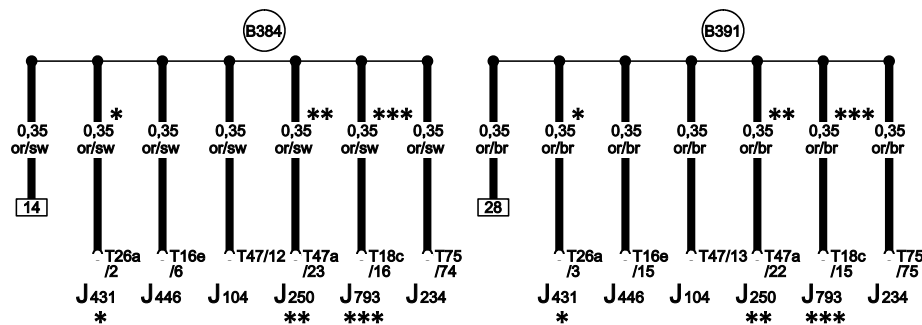 B384 B391
* ** *** * ** ***
0,35 0,35 0,35 0,35 0,35 0,35 0,35 0,35 0,35 0,35 0,35 0,35 0,35 0,35
or/sw or/sw or/sw or/sw or/sw or/sw or/sw or/br or/br or/br or/br or/br or/br or/br
14 28
T26a T16e T47/12 T47a T18c T75 T26a T16e T47/13 T47a T18c T75
/2 /6 /23 /16 /74 /3 /15 /22 /15 /75
J431 J446 J104 J250 J793 J234 J431 J446 J104 J250 J793 J234
* ** *** * ** ***